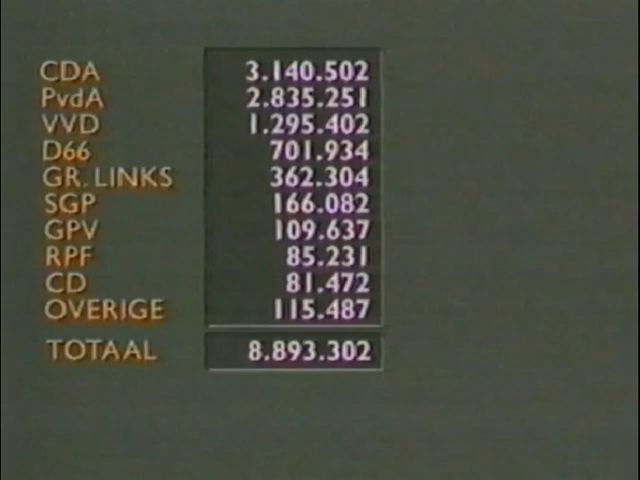 CDA 3.140.502
PvdA 2.835.251
VVD 1.295.402
D66 701.934
GR. LINKS 362.304
SGP 166.082
GPV 109.637
RPF 85.231
CD 81.472
OVERIGE 115.487
TOTAAL 8.893.302